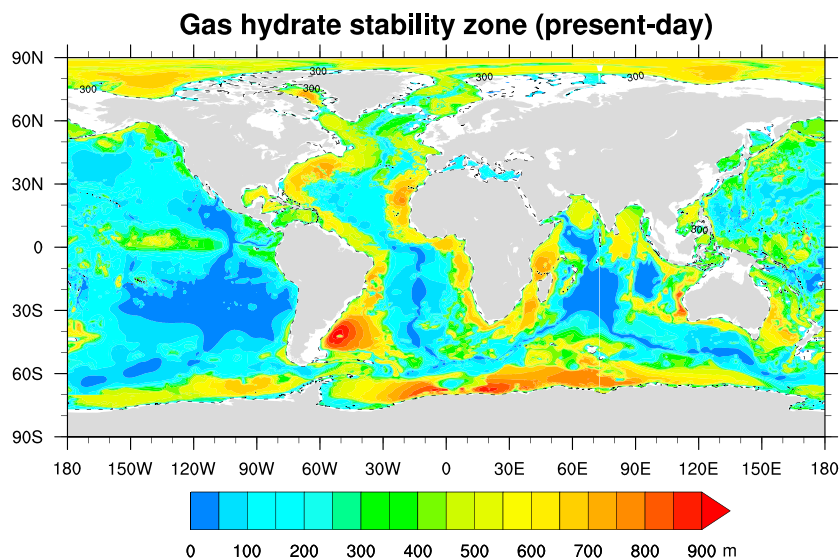 Gas hydrate stability zone (present-day)
90N
300
300
300
300
300
60N
30N
300
0
30S
60S
90S
180 150W 120W 90W 60W 30W 0 30E 60E 90E 120E 150E 180
0 100 200 300 400 500 600 700 800 900 m